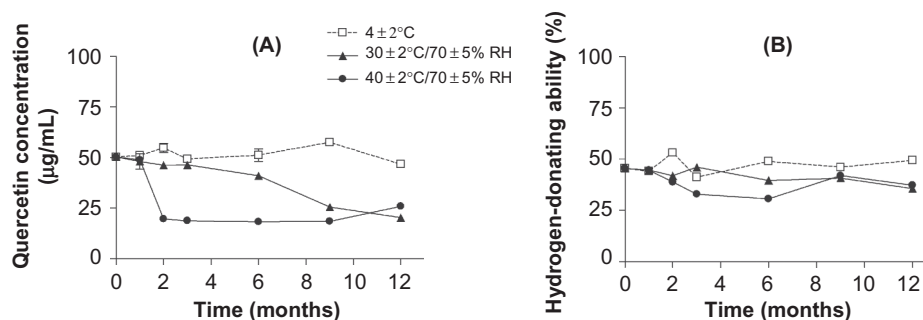 (A)
4±2°C
30±2°C/70±5% RH
40±2°C/70±5% RH
Quercetin concentration
(µg/mL)
100
75
50
25
0
0 2 4 6 8 10 12
Time (months)
(B)
Hydrogen-donating ability (%)
100
75
50
25
0
0 2 4 6 8 10 12
Time (months)